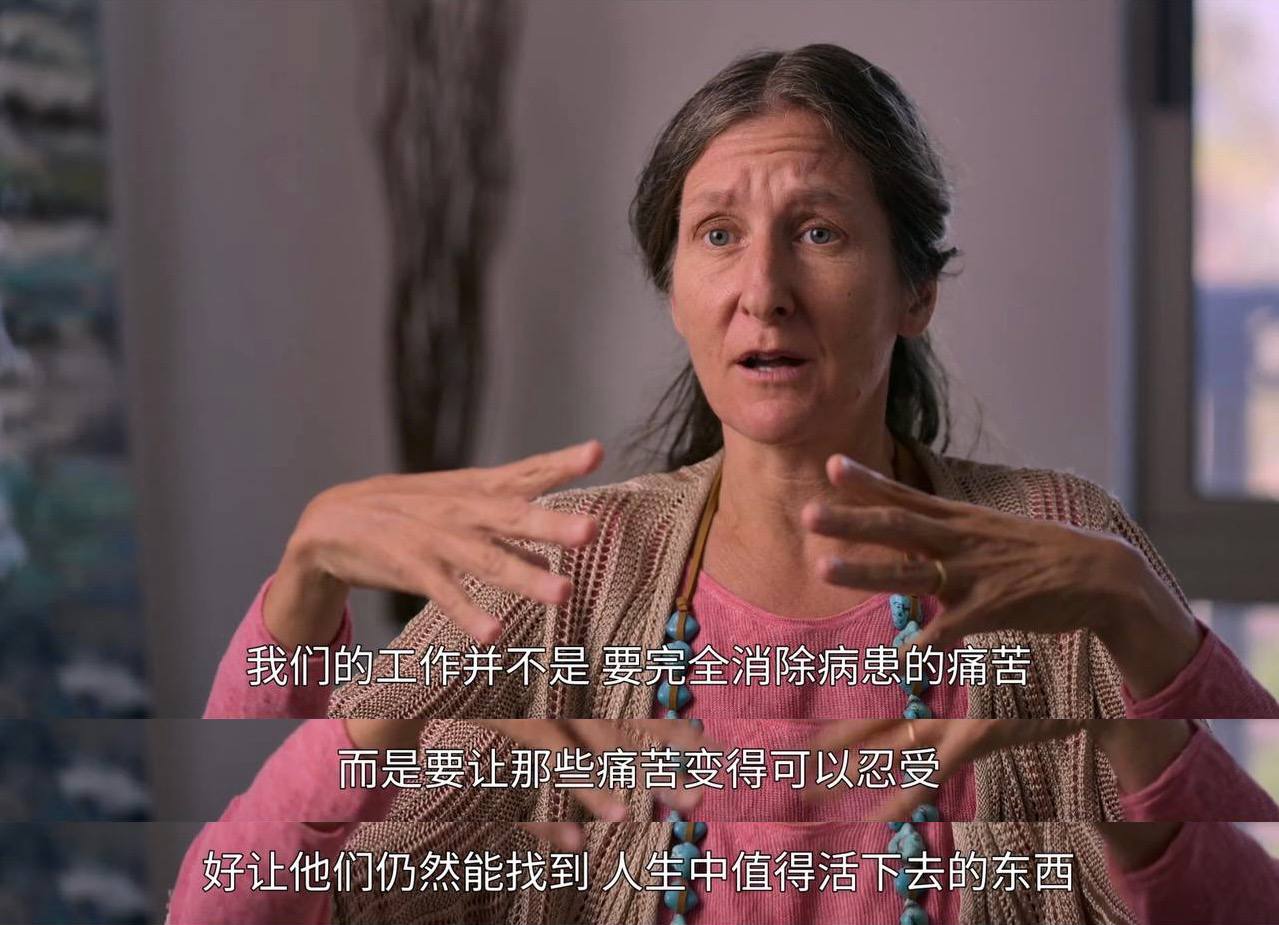 我们的工作并不是 要完全消除病患的痛苦
而是要让那些痛苦变得可以忍受
好让他们仍然能找到 人生中值得活下去的东西